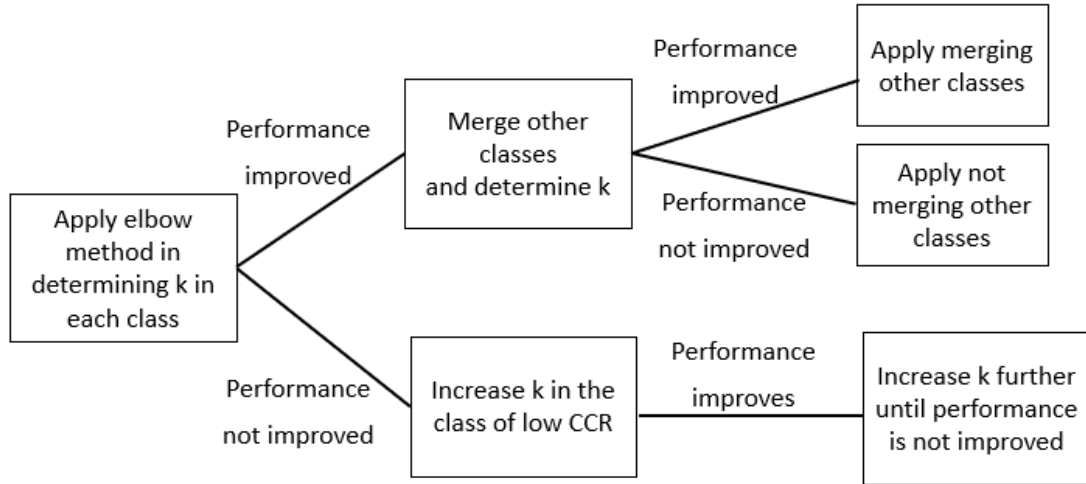 Apply elbow
method in
determining k in
each class
Performance
improved
Merge other
classes
and determine k
Performance
improved
Apply merging
other classes
Performance
not improved
Apply not
merging other
classes
Performance
not improved
Increase k in the
class of low CCR
Performance
improves
Increase k further
until performance
is not improved